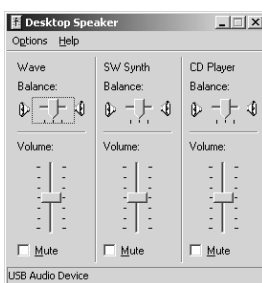 Desktop Speaker
Options Help
Wave SW Synth CD Player
Balance: Balance: Balance:
Volume: Volume: Volume:
Mute Mute Mute
USB Audio Device